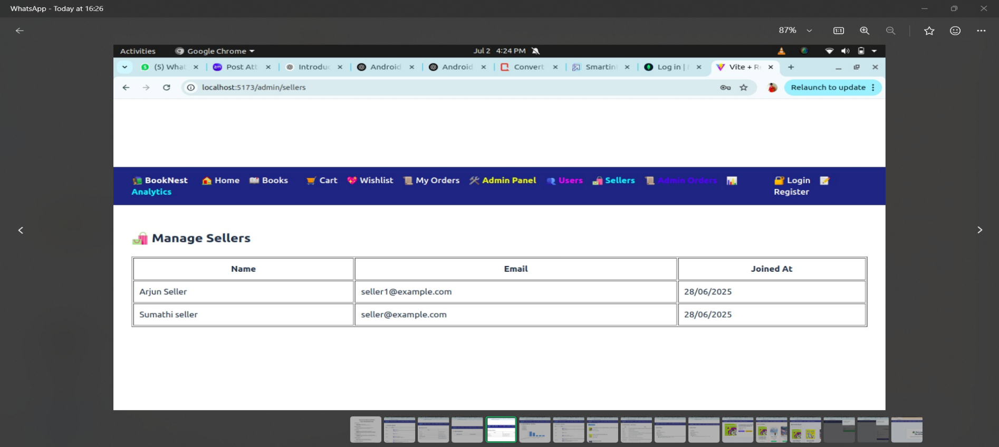 WhatsApp - Today at 16:26
87%
Activities Google Chrome Jul 2 4:24 PM
(5) What Post Att Introduc Android Android Convert Smartin Log in | Vite + R
localhost:5173/admin/sellers Relaunch to update
BookNest Home Books Cart Wishlist My Orders Admin Panel Users Sellers Admin Orders Login
Analytics Register
Manage Sellers
Name Email Joined At
Arjun Seller seller1@example.com 28/06/2025
Sumathi seller seller@example.com 28/06/2025